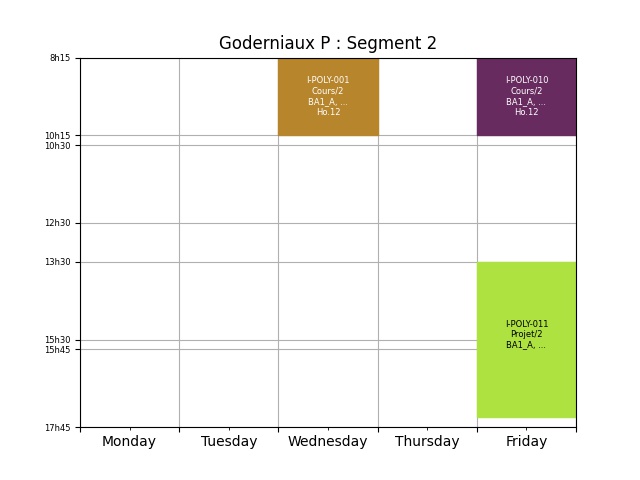 Goderniaux P : Segment 2
8h15
10h15
10h30
12h30
13h30
15h30
15h45
17h45
I-POLY-001
Cours/2
BA1_A, ...
Ho.12
I-POLY-010
Cours/2
BA1_A, ...
Ho.12
I-POLY-011
Projet/2
BA1_A, ...
Monday
Tuesday
Wednesday
Thursday
Friday